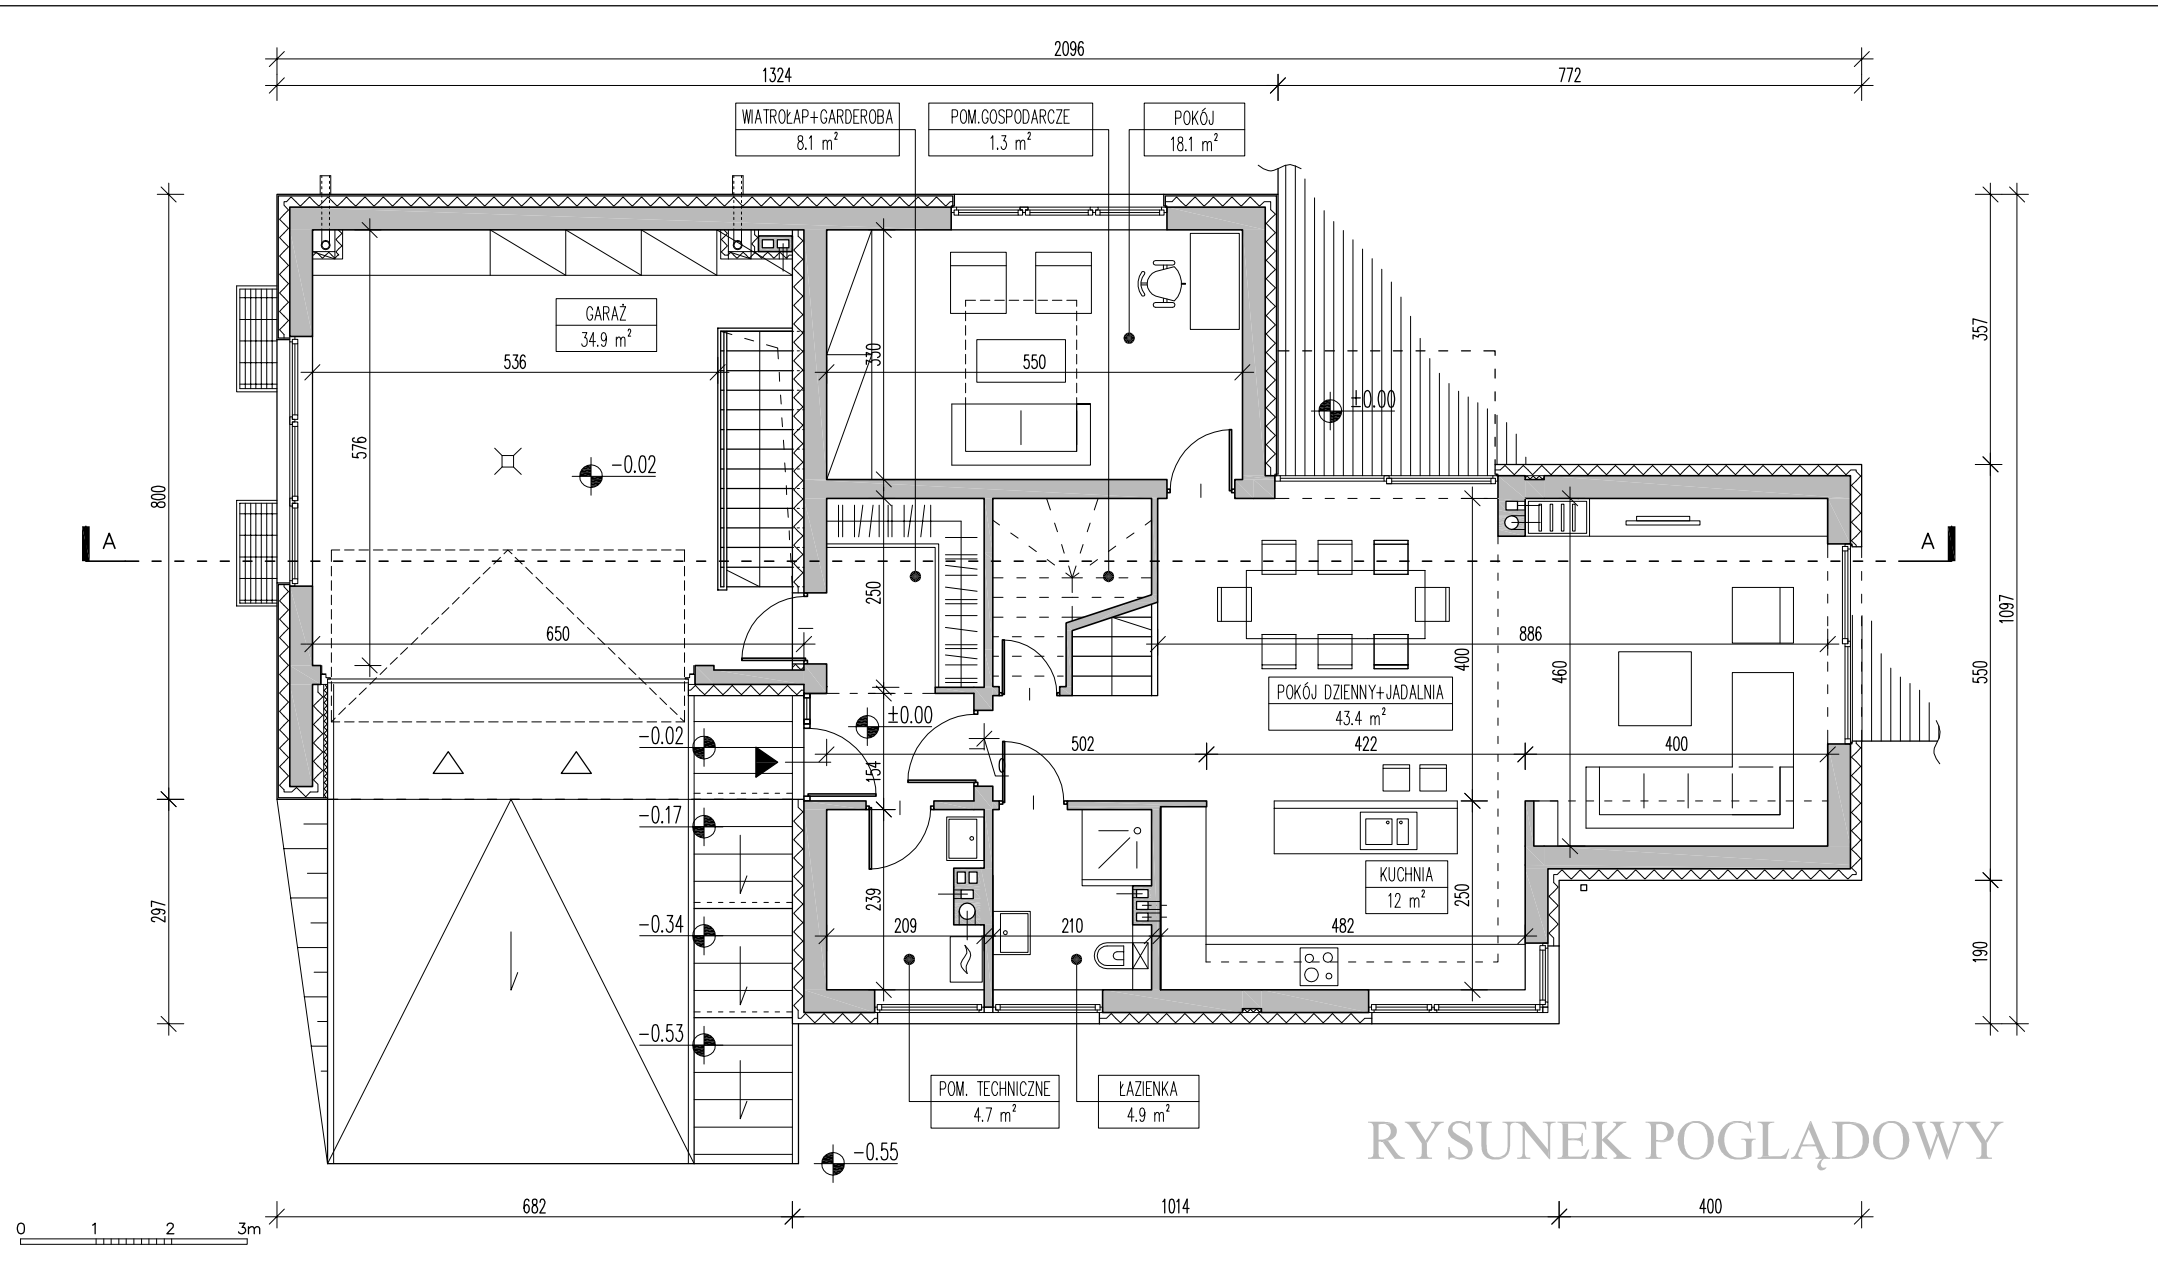 2096
1324
772
WIATROŁAP+GARDEROBA
8.1 m²
POM.GOSPODARCZE
1.3 m²
POKÓJ
18.1 m²
GARAŻ
34.9 m²
536
330
550
±0.00
357
576
-0.02
800
A
A
250
650
886
1097
400
460
550
POKÓJ DZIENNY+JADALNIA
43.4 m²
±0.00
-0.02
502
422
400
154
-0.17
KUCHNIA
12 m²
239
250
297
-0.34
209
210
482
190
-0.53
POM. TECHNICZNE
4.7 m²
ŁAZIENKA
4.9 m²
-0.55
RYSUNEK POGLĄDOWY
682
1014
400
0 1 2 3m